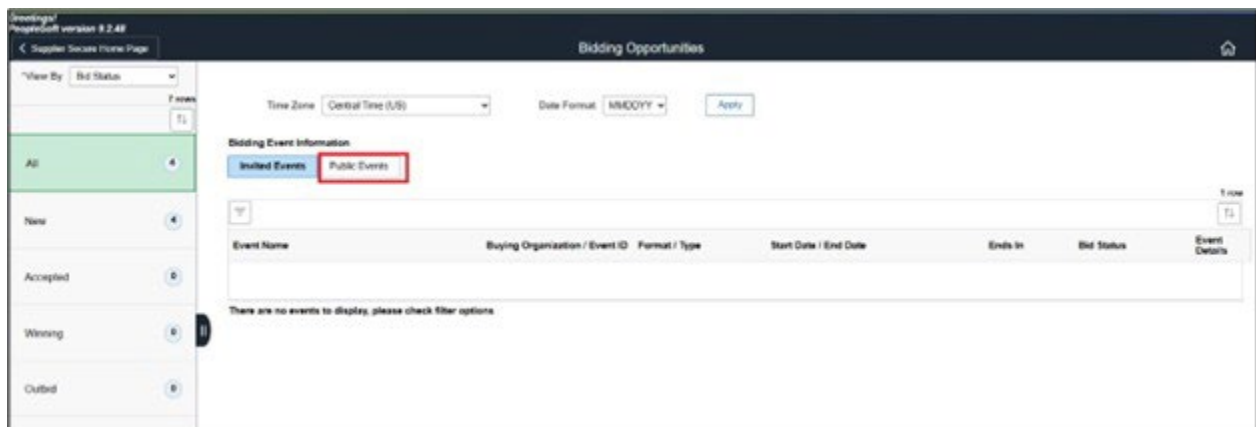 Greetings!
PeopleSoft version 9.2.48
Supplier Secure Home Page
Bidding Opportunities
*View By Bid Status
7 rows
Time Zone Central Time (US) Date Format MMDDYY Apply
Bidding Event Information
All 4
Invited Events Public Events
1 row
New 4
Event Name Buying Organization / Event ID Format / Type Start Date / End Date Ends In Bid Status Event Details
Accepted 0
There are no events to display, please check filter options
Winning 0
Outbid 0